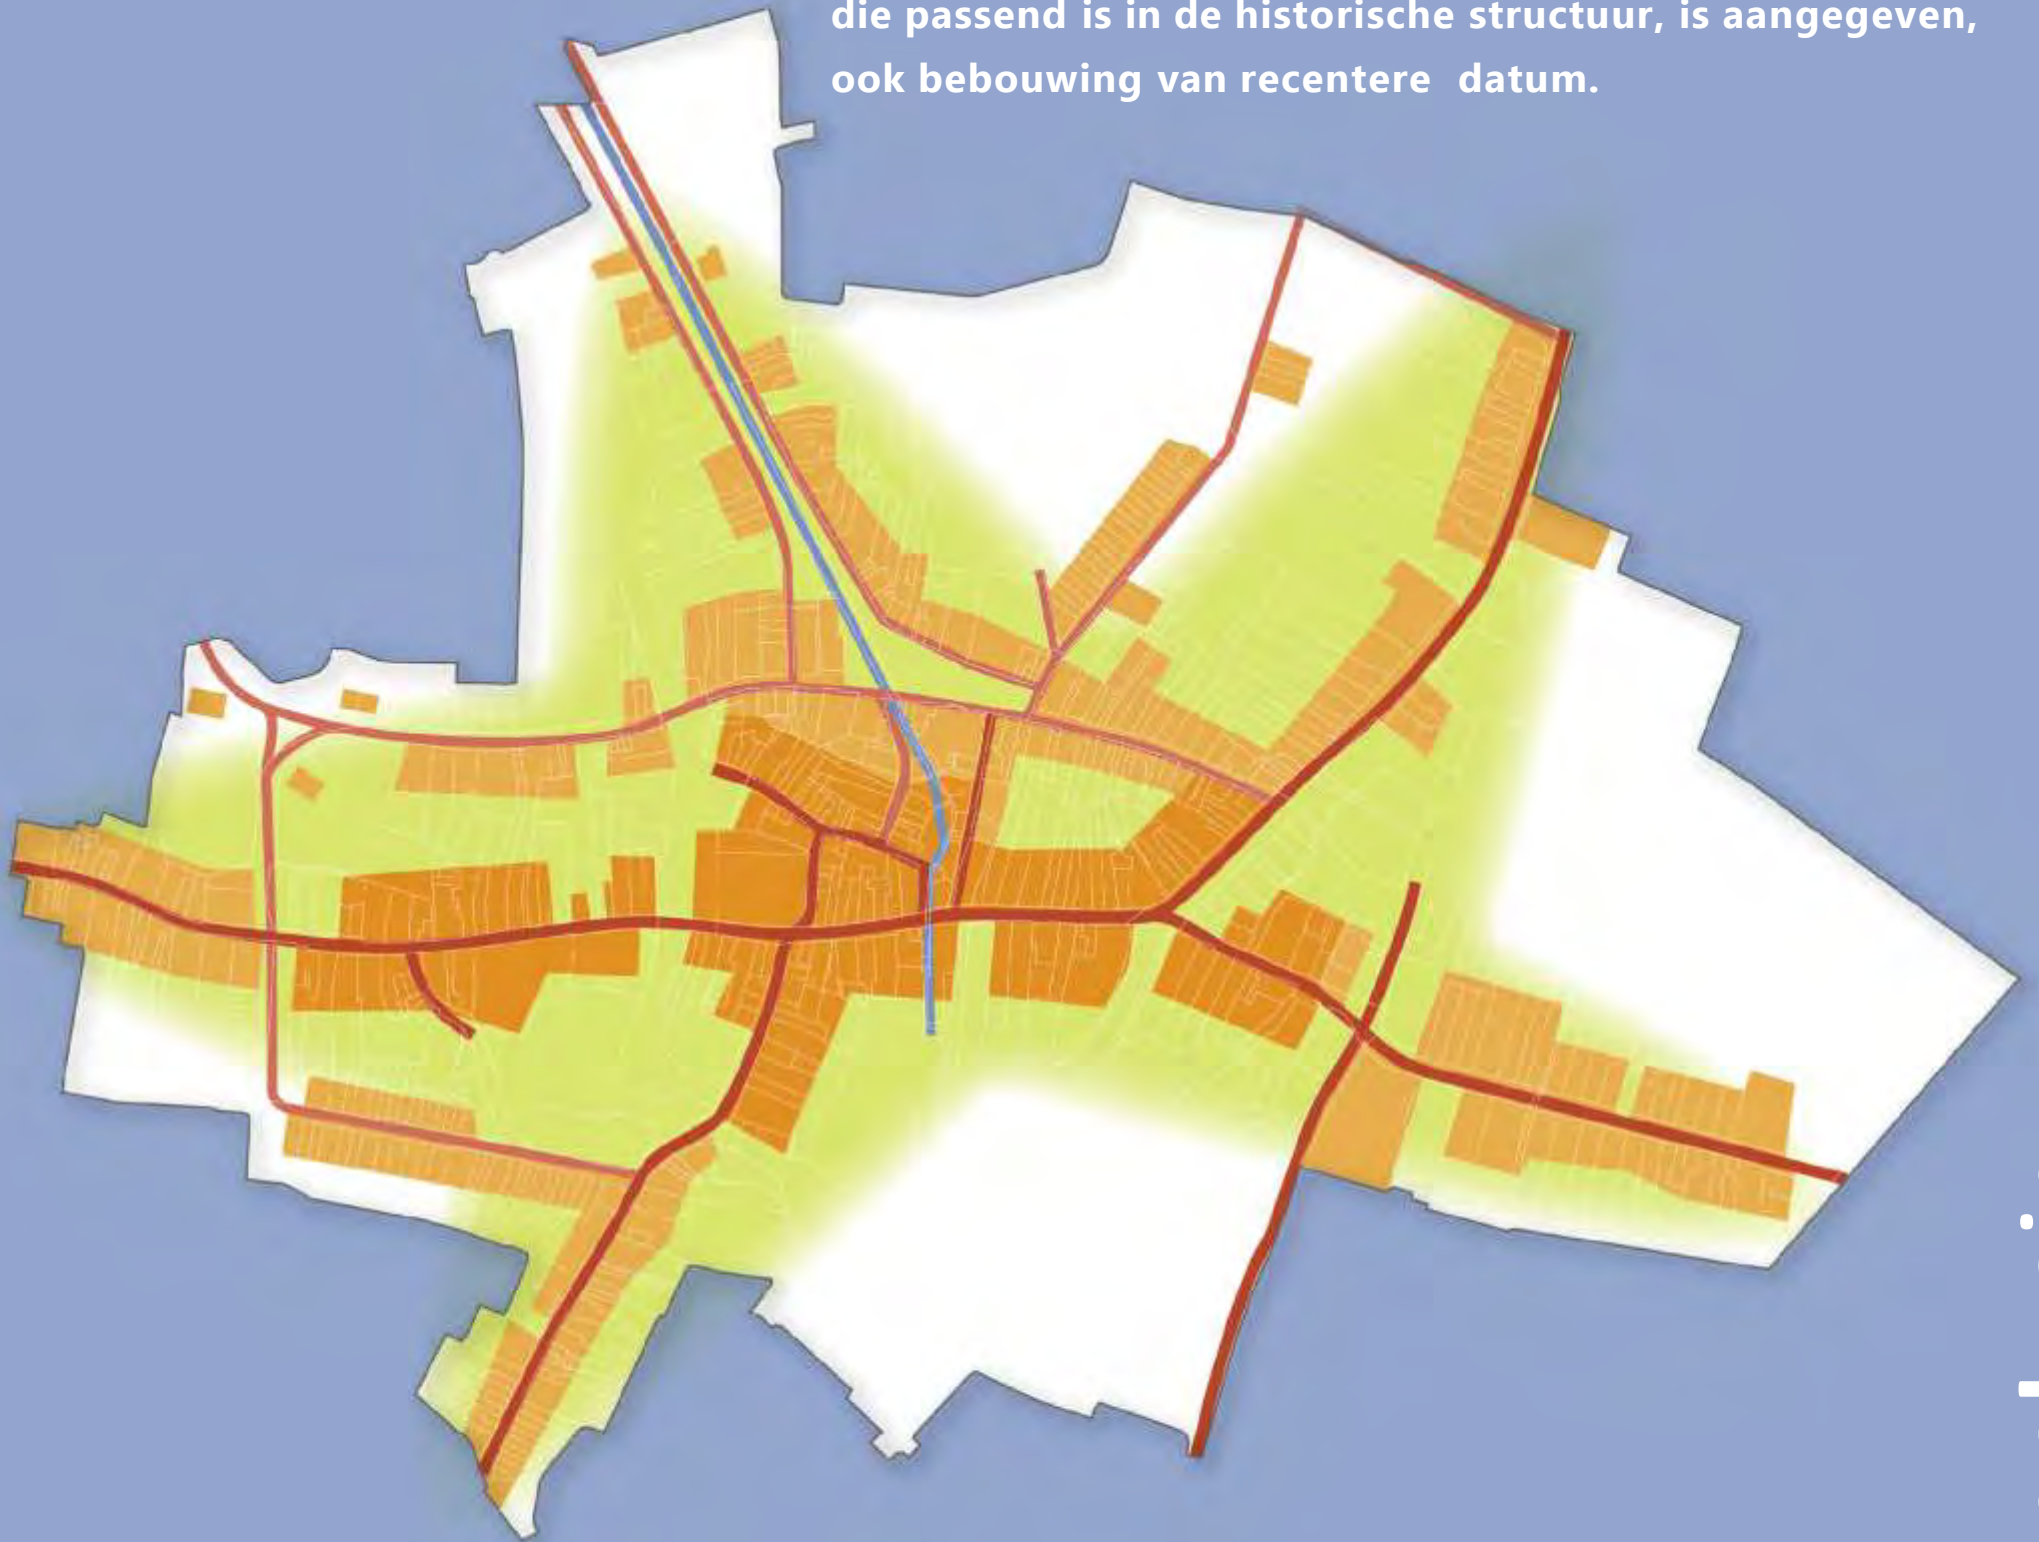 die passend is in de historische structuur, is aangegeven,
ook bebouwing van recentere datum.